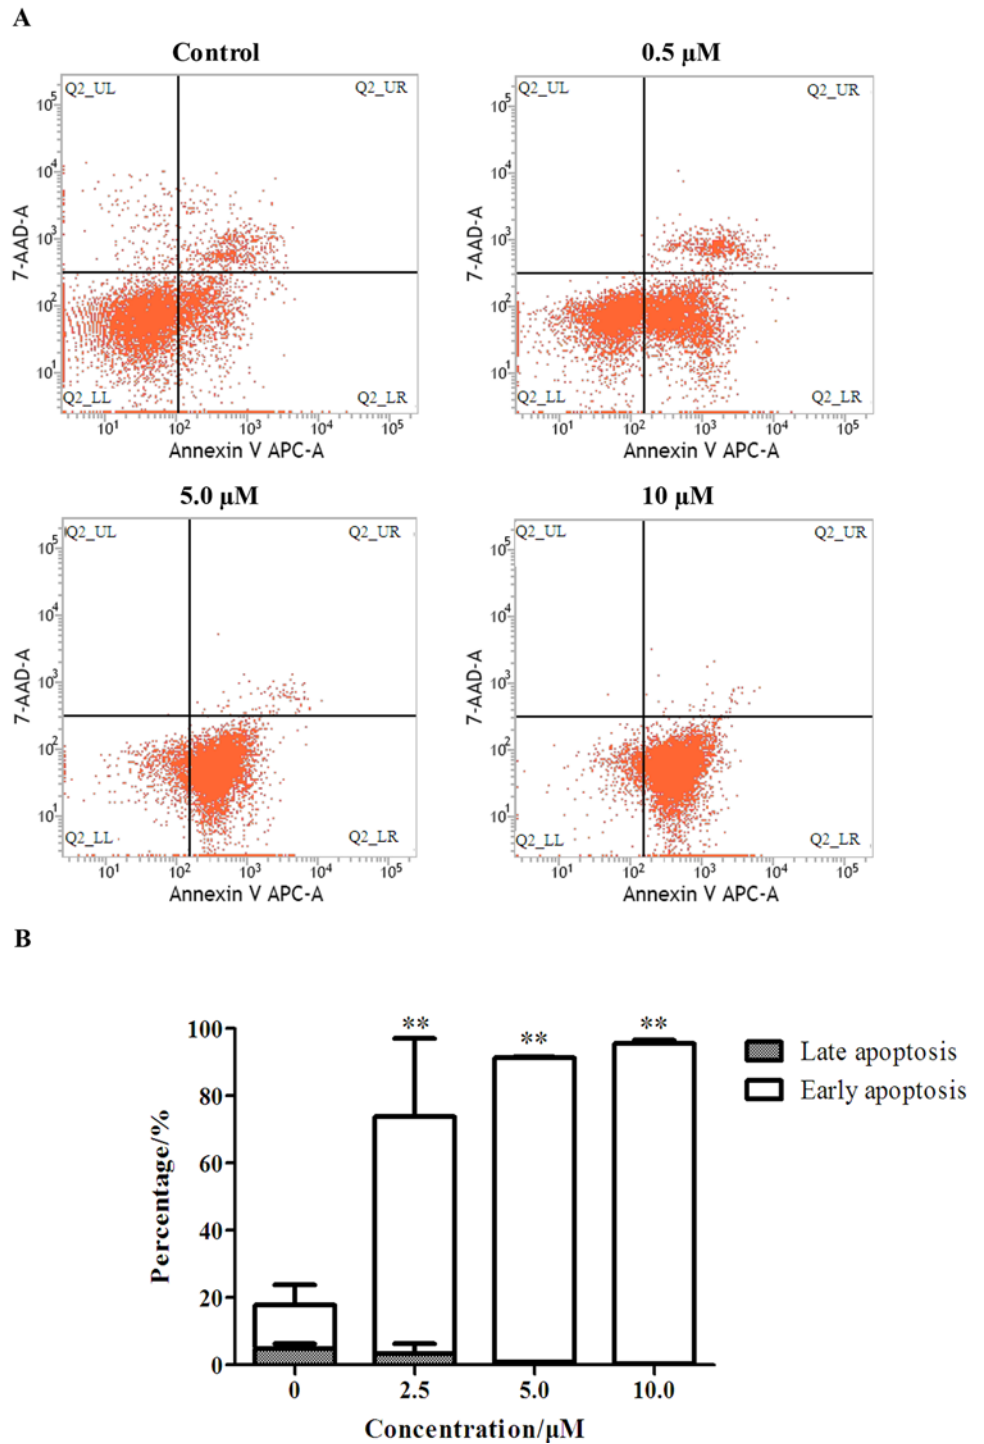 A
Control
0.5 µM
Q2_UL
Q2_UR
Q2_UL
Q2_UR
10⁵
10⁴
10³
10²
10¹
7-AAD-A
10⁵
10⁴
10³
10²
10¹
7-AAD-A
Q2_LL
Q2_LR
Q2_LL
Q2_LR
10¹ 10² 10³ 10⁴ 10⁵
10¹ 10² 10³ 10⁴ 10⁵
Annexin V APC-A
Annexin V APC-A
5.0 µM
10 µM
Q2_UL
Q2_UR
Q2_UL
Q2_UR
10⁵
10⁴
10³
10²
10¹
7-AAD-A
10⁵
10⁴
10³
10²
10¹
7-AAD-A
Q2_LL
Q2_LR
Q2_LL
Q2_LR
10¹ 10² 10³ 10⁴ 10⁵
10¹ 10² 10³ 10⁴ 10⁵
Annexin V APC-A
Annexin V APC-A
B
Percentage/%
100
80
60
40
20
0
** ** **
Late apoptosis
Early apoptosis
0 2.5 5.0 10.0
Concentration/µM